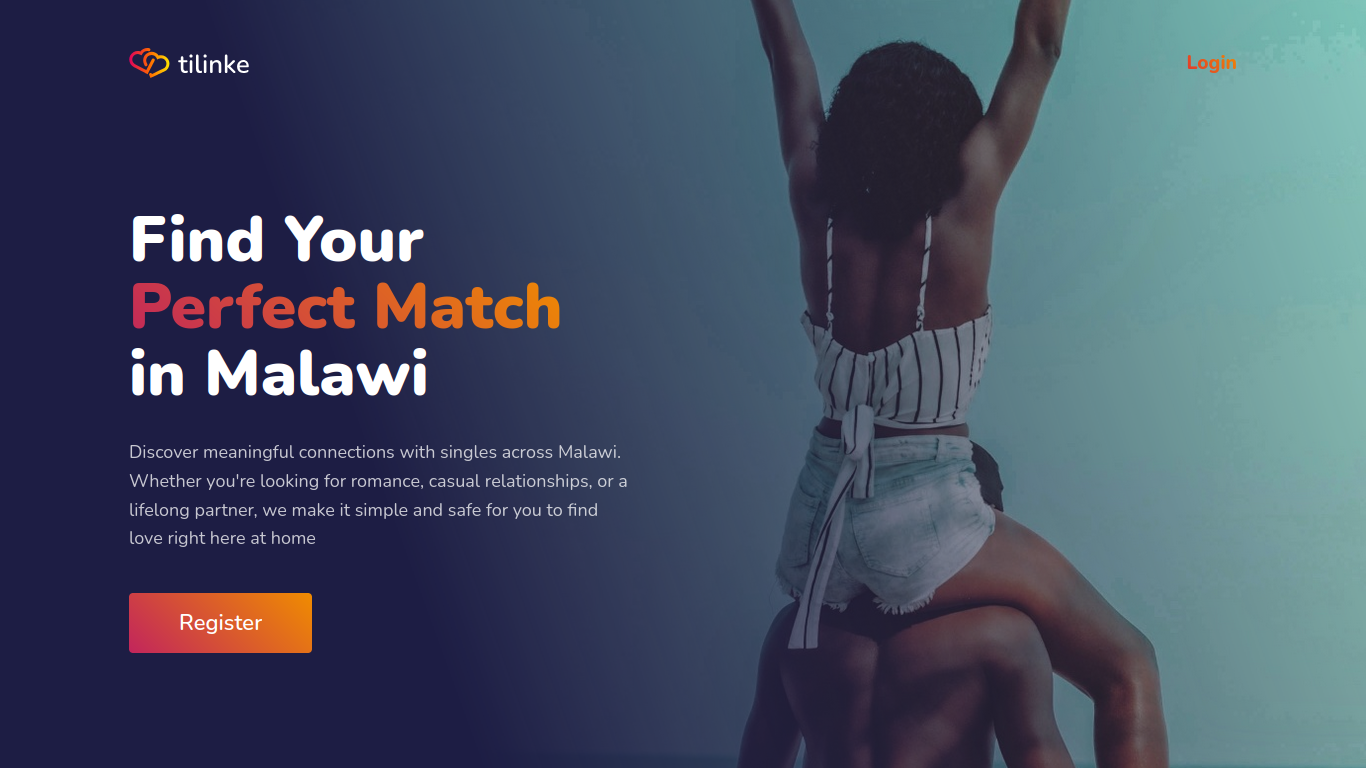 tilinke
Login
Find Your
Perfect Match
in Malawi
Discover meaningful connections with singles across Malawi.
Whether you're looking for romance, casual relationships, or a
lifelong partner, we make it simple and safe for you to find
love right here at home
Register